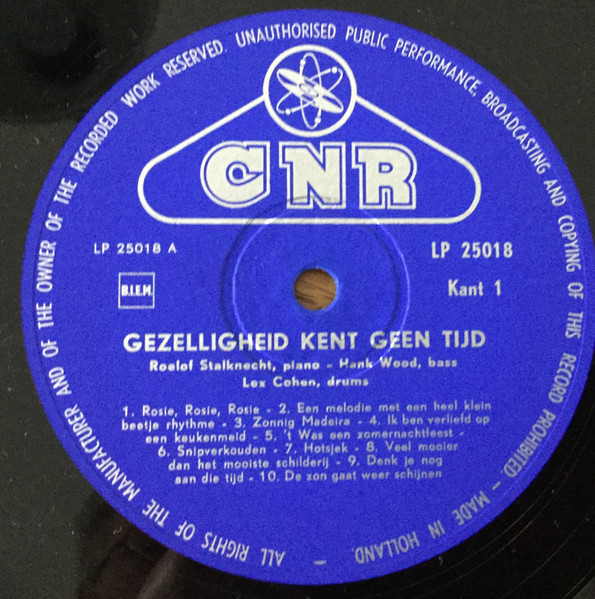 ALL RIGHTS OF THE MANUFACTURER AND OF THE OWNER OF THE RECORDED WORK RESERVED. UNAUTHORISED PUBLIC PERFORMANCE, BROADCASTING AND COPYING OF THIS RECORD PROHIBITED. – MADE IN HOLLAND –
CNR
LP 25018 A
LP 25018
B.I.E.M.
Kant 1
GEZELLIGHEID KENT GEEN TIJD
Roelof Stalknecht, piano – Hank Wood, bass
Lex Cohen, drums
1. Rosie, Rosie, Rosie - 2. Een melodie met een heel klein
beetje rhythme - 3. Zonnig Madeira - 4. Ik ben verliefd op
een keukenmeid - 5. 't Was een zomernachtfeest -
6. Snipverkouden - 7. Hotsjek - 8. Veel mooier
dan het mooiste schilderij - 9. Denk je nog
aan die tijd - 10. De zon gaat weer schijnen